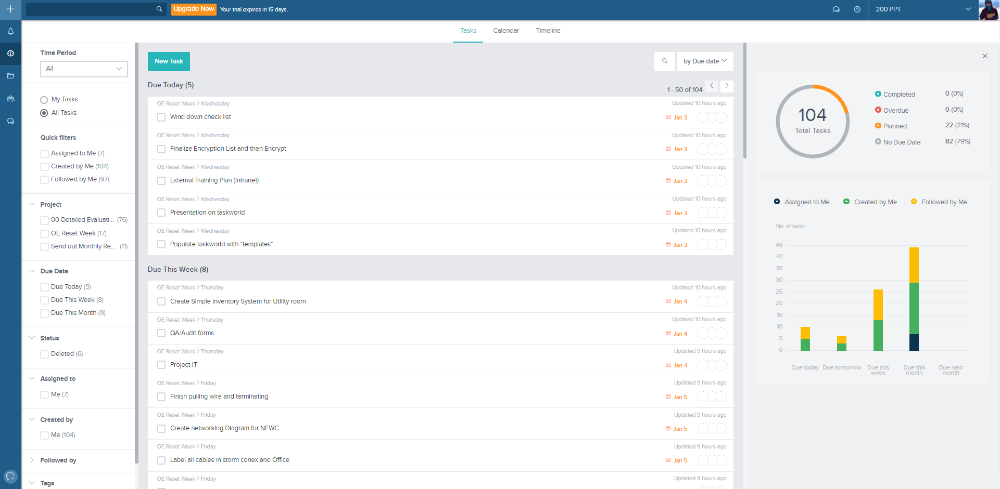 Upgrade Now Your trial expires in 15 days.
200 PPT
Tasks Calendar Timeline
Time Period
All
My Tasks
All Tasks
Quick filters
Assigned to Me (7)
Created by Me (104)
Followed by Me (97)
Project
00-Detailed Evaluati... (76)
OE Reset Week (17)
Send out Monthly Re... (11)
Due Date
Due Today (5)
Due This Week (8)
Due This Month (9)
Status
Deleted (6)
Assigned to
Me (7)
Created by
Me (104)
Followed by
Tags
New Task
by Due date
Due Today (5)
1 - 50 of 104
OE Reset Week > Wednesday Updated 10 hours ago
Wind down check list Jan 3
OE Reset Week > Wednesday Updated 10 hours ago
Finalize Encryption List and then Encrypt Jan 3
OE Reset Week > Wednesday Updated 10 hours ago
External Training Plan (Intranet) Jan 3
OE Reset Week > Wednesday Updated 10 hours ago
Presentation on taskworld Jan 3
OE Reset Week > Wednesday Updated 10 hours ago
Populate taskworld with "templates" Jan 3
Due This Week (8)
OE Reset Week > Thursday Updated 10 hours ago
Create Simple Inventory System for Utility room Jan 4
OE Reset Week > Thursday Updated 10 hours ago
QA/Audit forms Jan 4
OE Reset Week > Thursday Updated 9 hours ago
Project IT Jan 4
OE Reset Week > Friday Updated 9 hours ago
Finish pulling wire and terminating Jan 5
OE Reset Week > Friday Updated 9 hours ago
Create networking Diagram for NFWC Jan 5
OE Reset Week > Friday Updated 9 hours ago
Label all cables in storm conex and Office Jan 5
OE Reset Week > Friday Updated 9 hours ago
104
Total Tasks
Completed 0 (0%)
Overdue 0 (0%)
Planned 22 (21%)
No Due Date 82 (79%)
Assigned to Me Created by Me Followed by Me
No. of tasks
45
40
35
30
25
20
15
10
5
0
Due today Due tomorrow Due this week Due this month Due next month